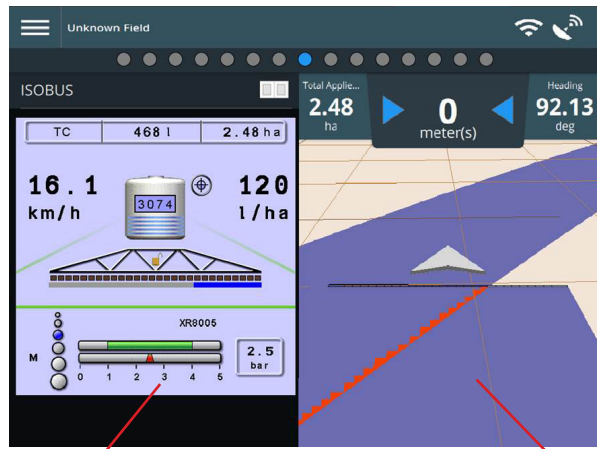 Unknown Field
ISOBUS
TC 468 l 2.48 ha
16.1 120
km/h l/ha
3074
XR8005
M
0 1 2 3 4 5
2.5
bar
Total Applie...
2.48
ha
0
meter(s)
Heading
92.13
deg